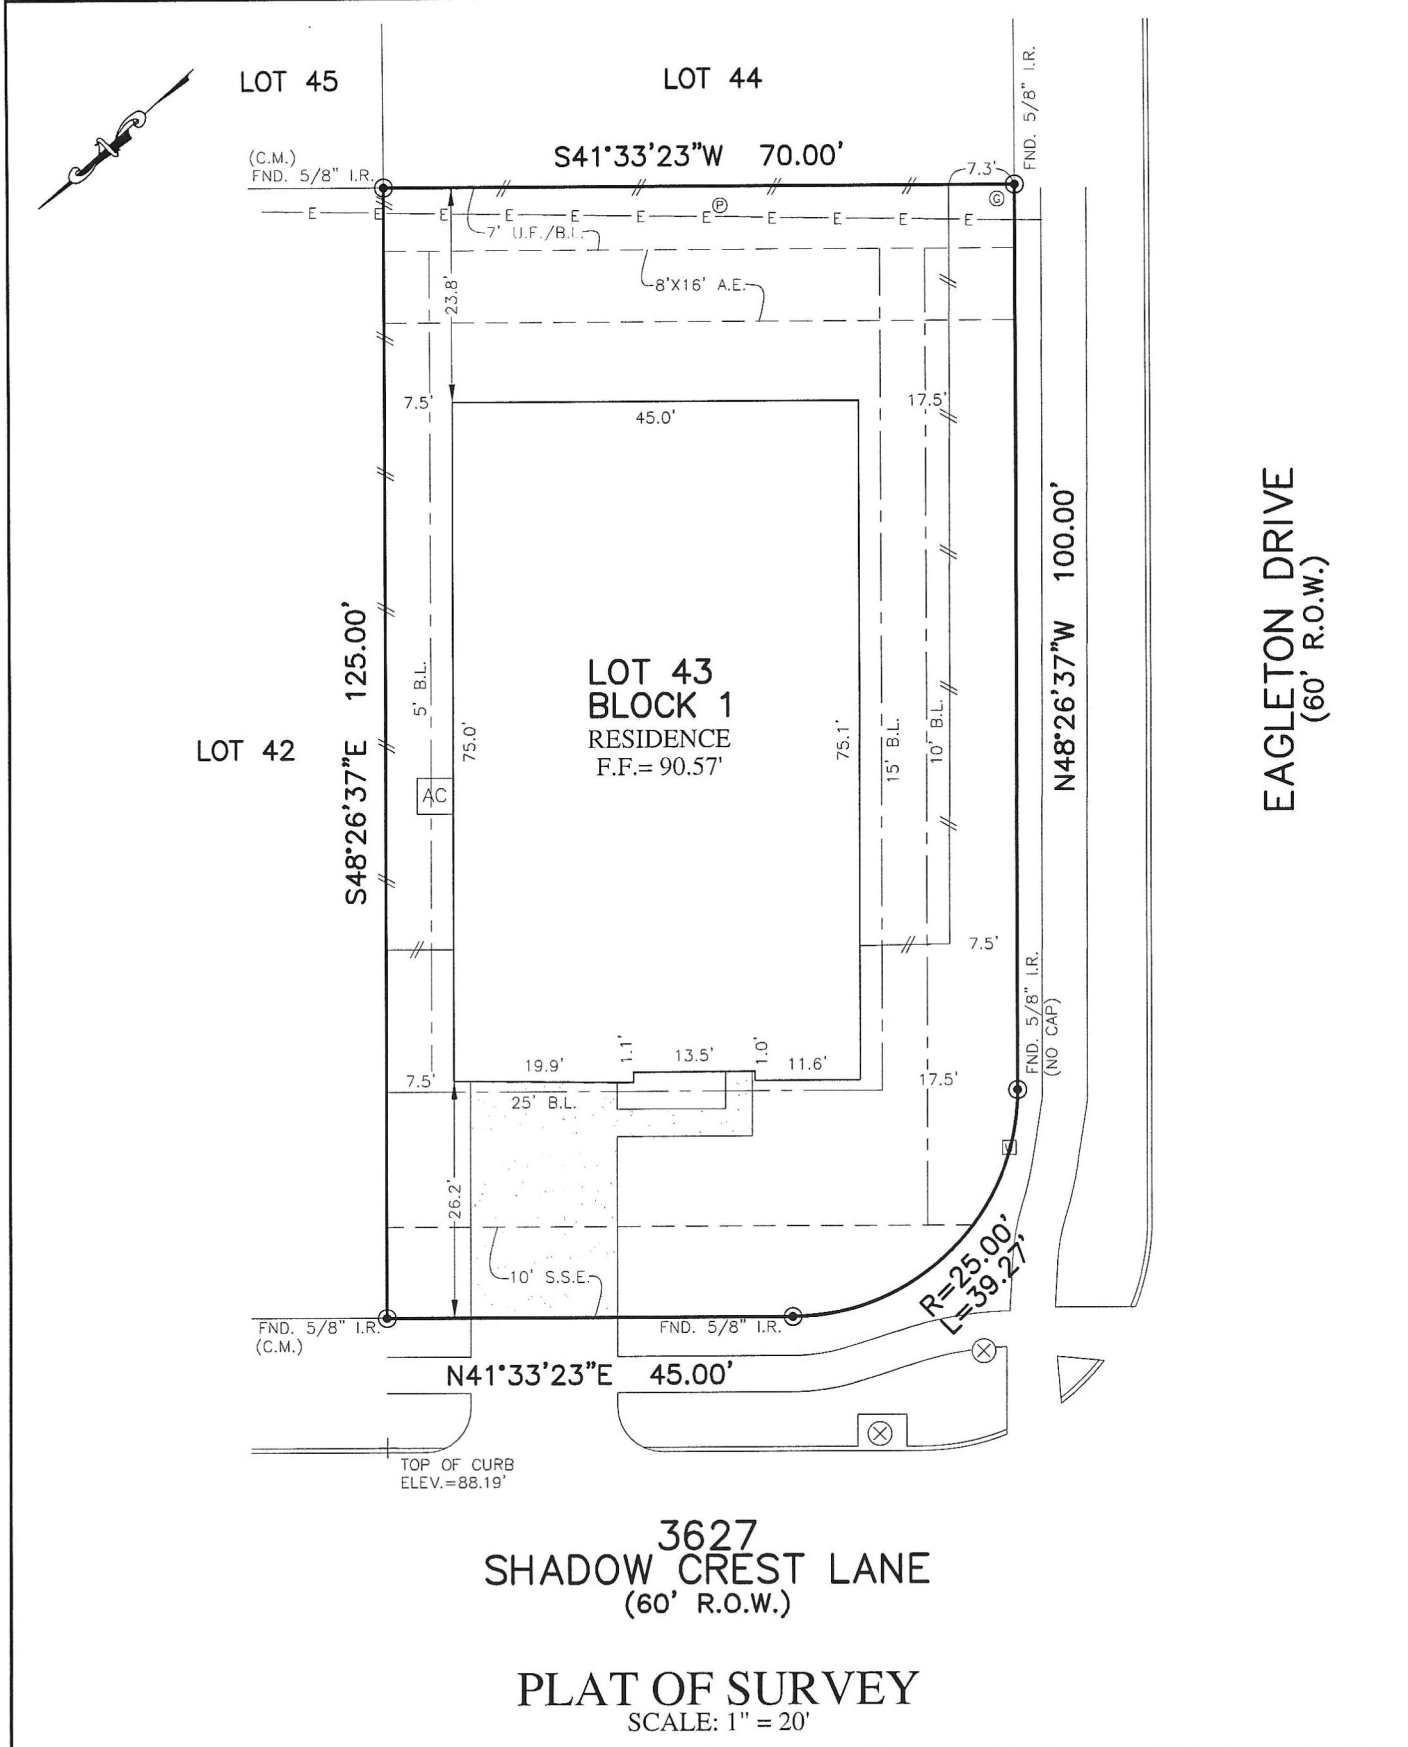 LOT 45
LOT 44
FND. 5/8" I.R.
(C.M.)
FND. 5/8" I.R.
S41°33'23"W 70.00'
7.3'
G
P
E E E E E E E E E E E
7' U.F./B.L.
8'X16' A.E.
23.8'
7.5'
45.0'
17.5'
S48°26'37"E 125.00'
5' B.L.
75.0'
LOT 43
BLOCK 1
RESIDENCE
F.F.= 90.57'
75.1'
15' B.L.
10' B.L.
N48°26'37"W 100.00'
EAGLETON DRIVE
(60' R.O.W.)
LOT 42
AC
7.5'
FND. 5/8" I.R.
(NO CAP)
19.9'
1.1'
13.5'
1.0'
11.6'
7.5'
17.5'
25' B.L.
26.2'
10' S.S.E.
R=25.00'
L=39.27'
FND. 5/8" I.R.
(C.M.)
FND. 5/8" I.R.
N41°33'23"E 45.00'
TOP OF CURB
ELEV.=88.19'
3627
SHADOW CREST LANE
(60' R.O.W.)
PLAT OF SURVEY
SCALE: 1" = 20'